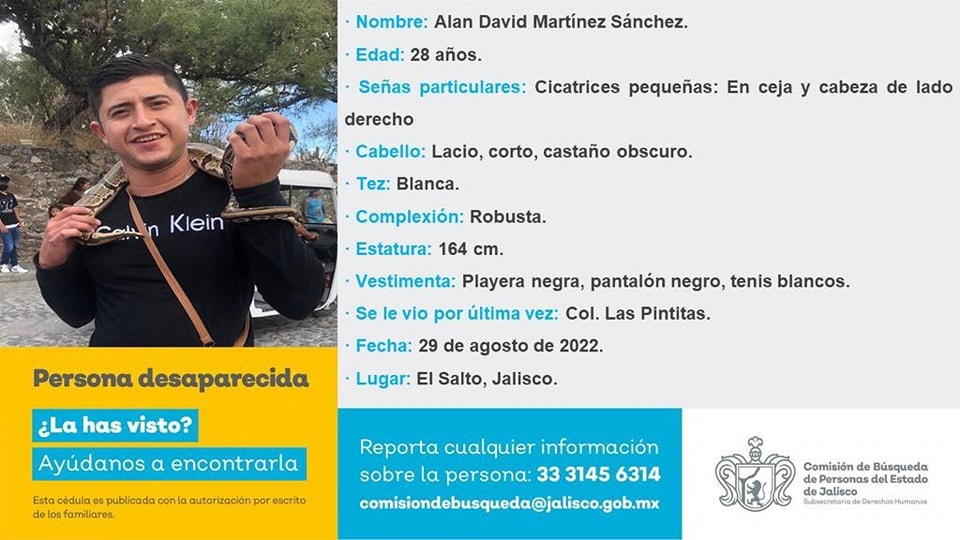 · Nombre: Alan David Martínez Sánchez.
· Edad: 28 años.
· Señas particulares: Cicatrices pequeñas: En ceja y cabeza de lado
derecho
· Cabello: Lacio, corto, castaño obscuro.
· Tez: Blanca.
· Complexión: Robusta.
· Estatura: 164 cm.
· Vestimenta: Playera negra, pantalón negro, tenis blancos.
· Se le vio por última vez: Col. Las Pintitas.
· Fecha: 29 de agosto de 2022.
· Lugar: El Salto, Jalisco.
Calvin Klein
Persona desaparecida
¿La has visto?
Ayúdanos a encontrarla
Esta cédula es publicada con la autorización por escrito
de los familiares.
Reporta cualquier información
sobre la persona: 33 3145 6314
comisiondebusqueda@jalisco.gob.mx
Comisión de Búsqueda
de Personas del Estado
de Jalisco
Subsecretaría de Derechos Humanos